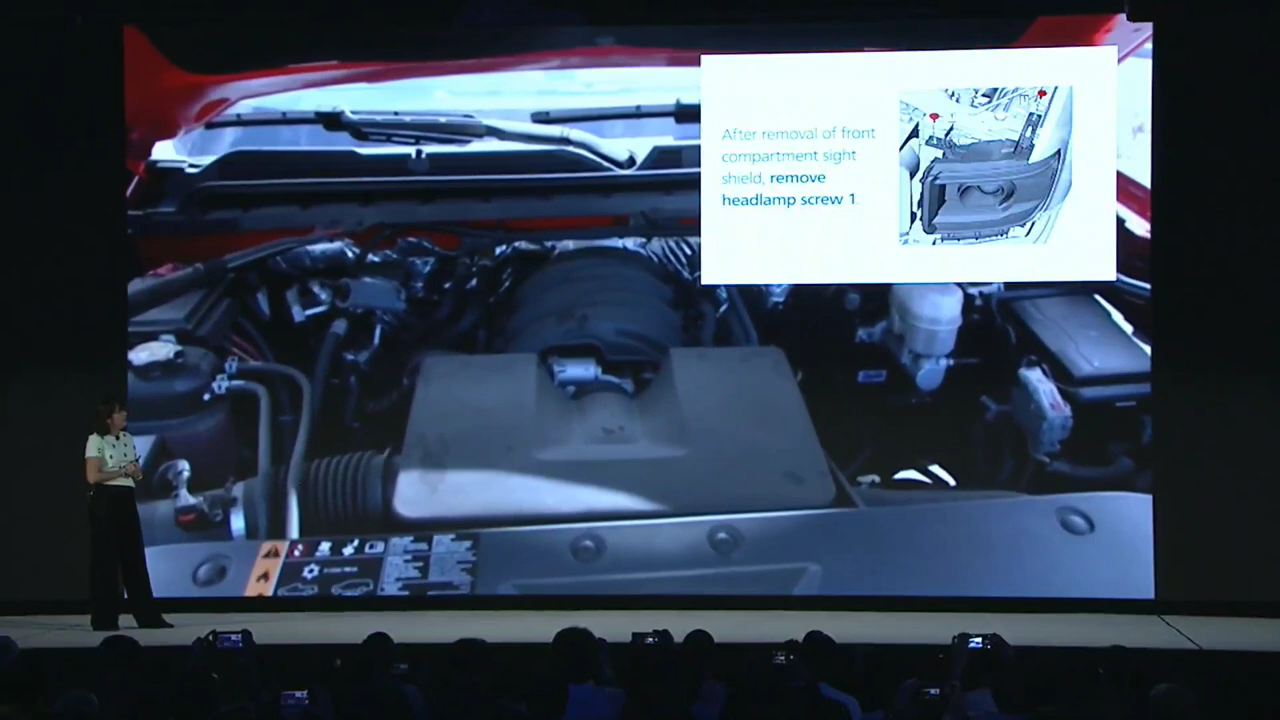 After removal of front
compartment sight
shield, remove
headlamp screw 1.